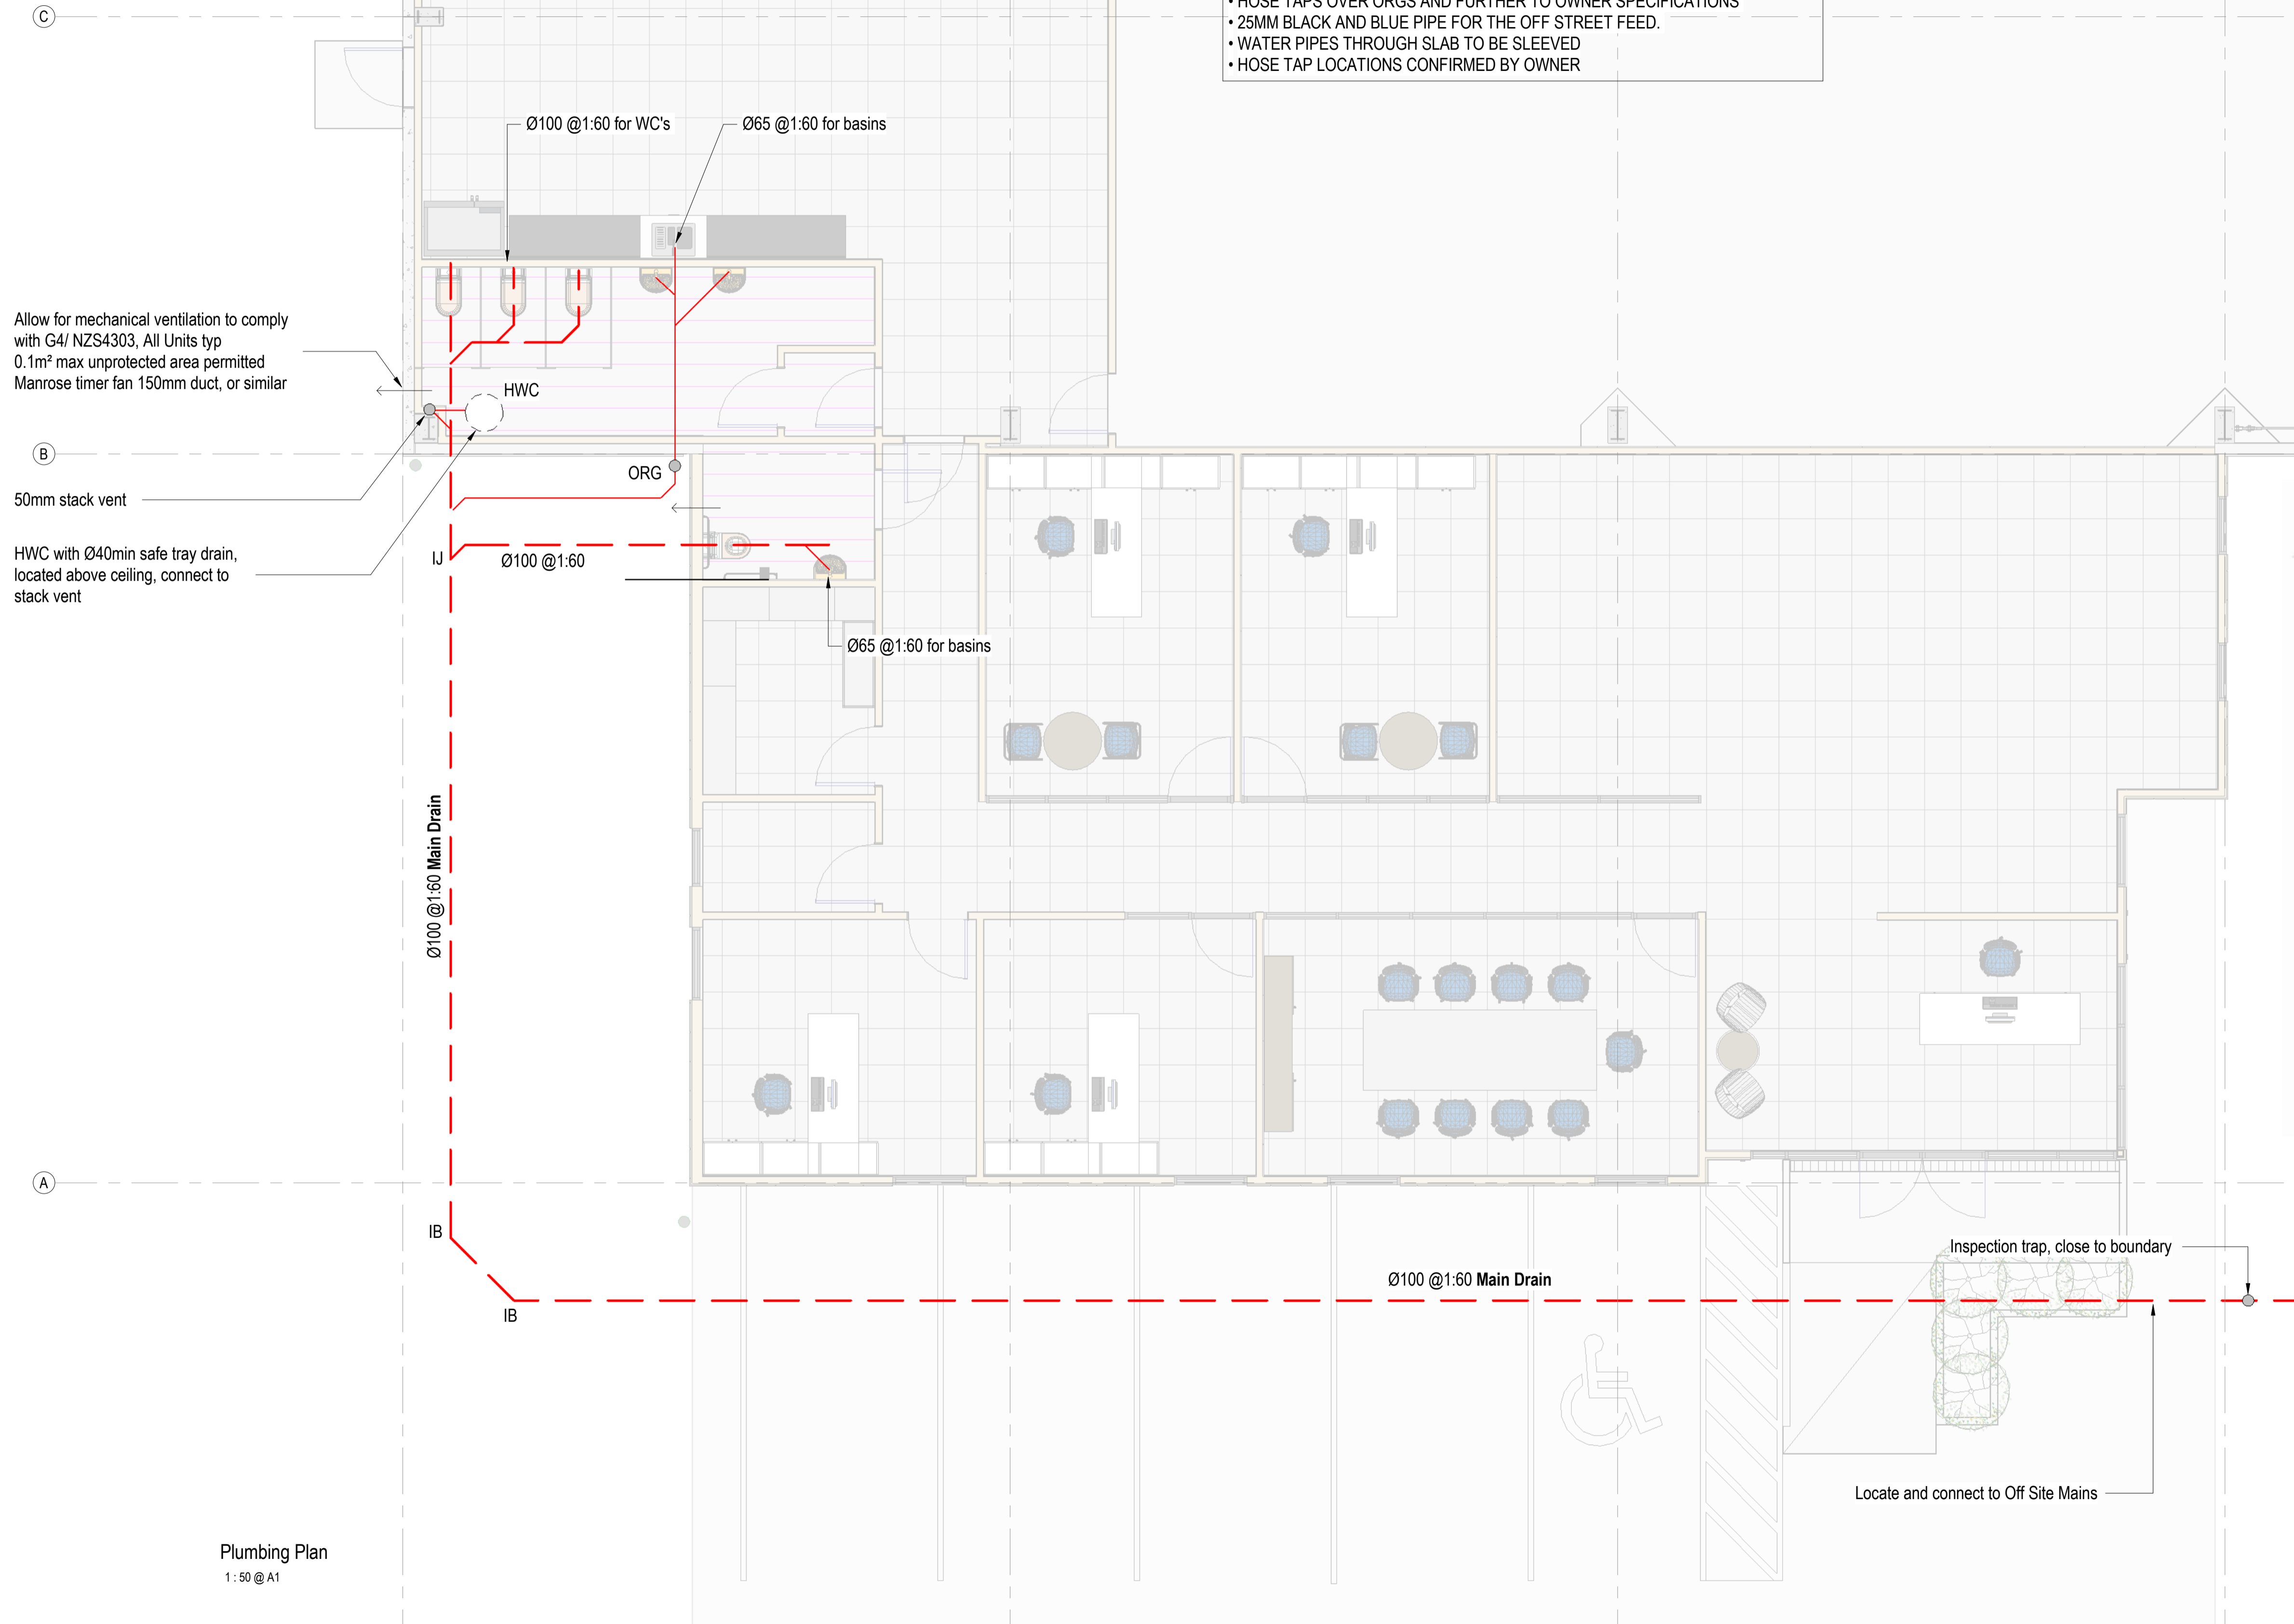 C
• HOSE TAPS OVER ORGS AND FURTHER TO OWNER SPECIFICATIONS
• 25MM BLACK AND BLUE PIPE FOR THE OFF STREET FEED.
• WATER PIPES THROUGH SLAB TO BE SLEEVED
• HOSE TAP LOCATIONS CONFIRMED BY OWNER
Ø100 @1:60 for WC's
Ø65 @1:60 for basins
Allow for mechanical ventilation to comply
with G4/ NZS4303, All Units typ
0.1m² max unprotected area permitted
Manrose timer fan 150mm duct, or similar
HWC
B
ORG
50mm stack vent
HWC with Ø40min safe tray drain,
located above ceiling, connect to
stack vent
IJ
Ø100 @1:60
Ø65 @1:60 for basins
Ø100 @1:60 Main Drain
A
IB
IB
Ø100 @1:60 Main Drain
Inspection trap, close to boundary
Locate and connect to Off Site Mains
Plumbing Plan
1 : 50 @ A1